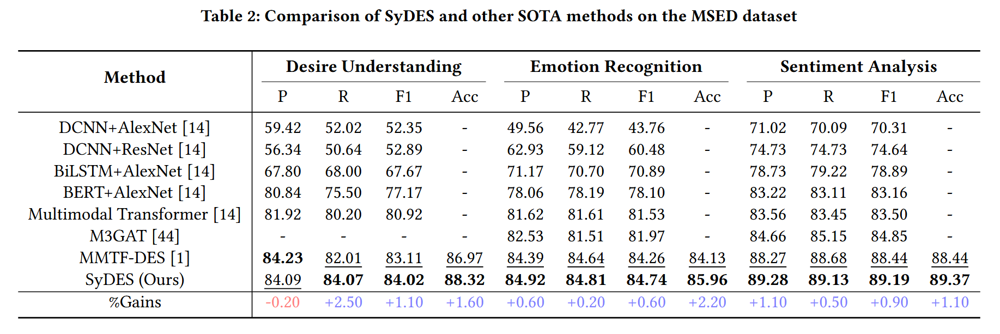 Table 2: Comparison of SyDES and other SOTA methods on the MSED dataset
Method Desire Understanding Emotion Recognition Sentiment Analysis
P R F1 Acc P R F1 Acc P R F1 Acc
DCNN+AlexNet [14] 59.42 52.02 52.35 - 49.56 42.77 43.76 - 71.02 70.09 70.31 -
DCNN+ResNet [14] 56.34 50.64 52.89 - 62.93 59.12 60.48 - 74.73 74.73 74.64 -
BiLSTM+AlexNet [14] 67.80 68.00 67.67 - 71.17 70.70 70.89 - 78.73 79.22 78.89 -
BERT+AlexNet [14] 80.84 75.50 77.17 - 78.06 78.19 78.10 - 83.22 83.11 83.16 -
Multimodal Transformer [14] 81.92 80.20 80.92 - 81.62 81.61 81.53 - 83.56 83.45 83.50 -
M3GAT [44] - - - - 82.53 81.51 81.97 - 84.66 85.15 84.85 -
MMTF-DES [1] 84.23 82.01 83.11 86.97 84.39 84.64 84.26 84.13 88.27 88.68 88.44 88.44
SyDES (Ours) 84.09 84.07 84.02 88.32 84.92 84.81 84.74 85.96 89.28 89.13 89.19 89.37
%Gains -0.20 +2.50 +1.10 +1.60 +0.60 +0.20 +0.60 +2.20 +1.10 +0.50 +0.90 +1.10